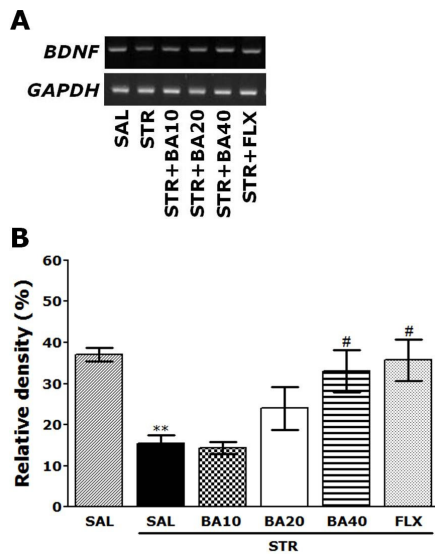 A
BDNF
GAPDH
SAL
STR
STR+BA10
STR+BA20
STR+BA40
STR+FLX
B
Relative density (%)
60
50
40
30
20
10
0
**
#
#
SAL SAL BA10 BA20 BA40 FLX
STR